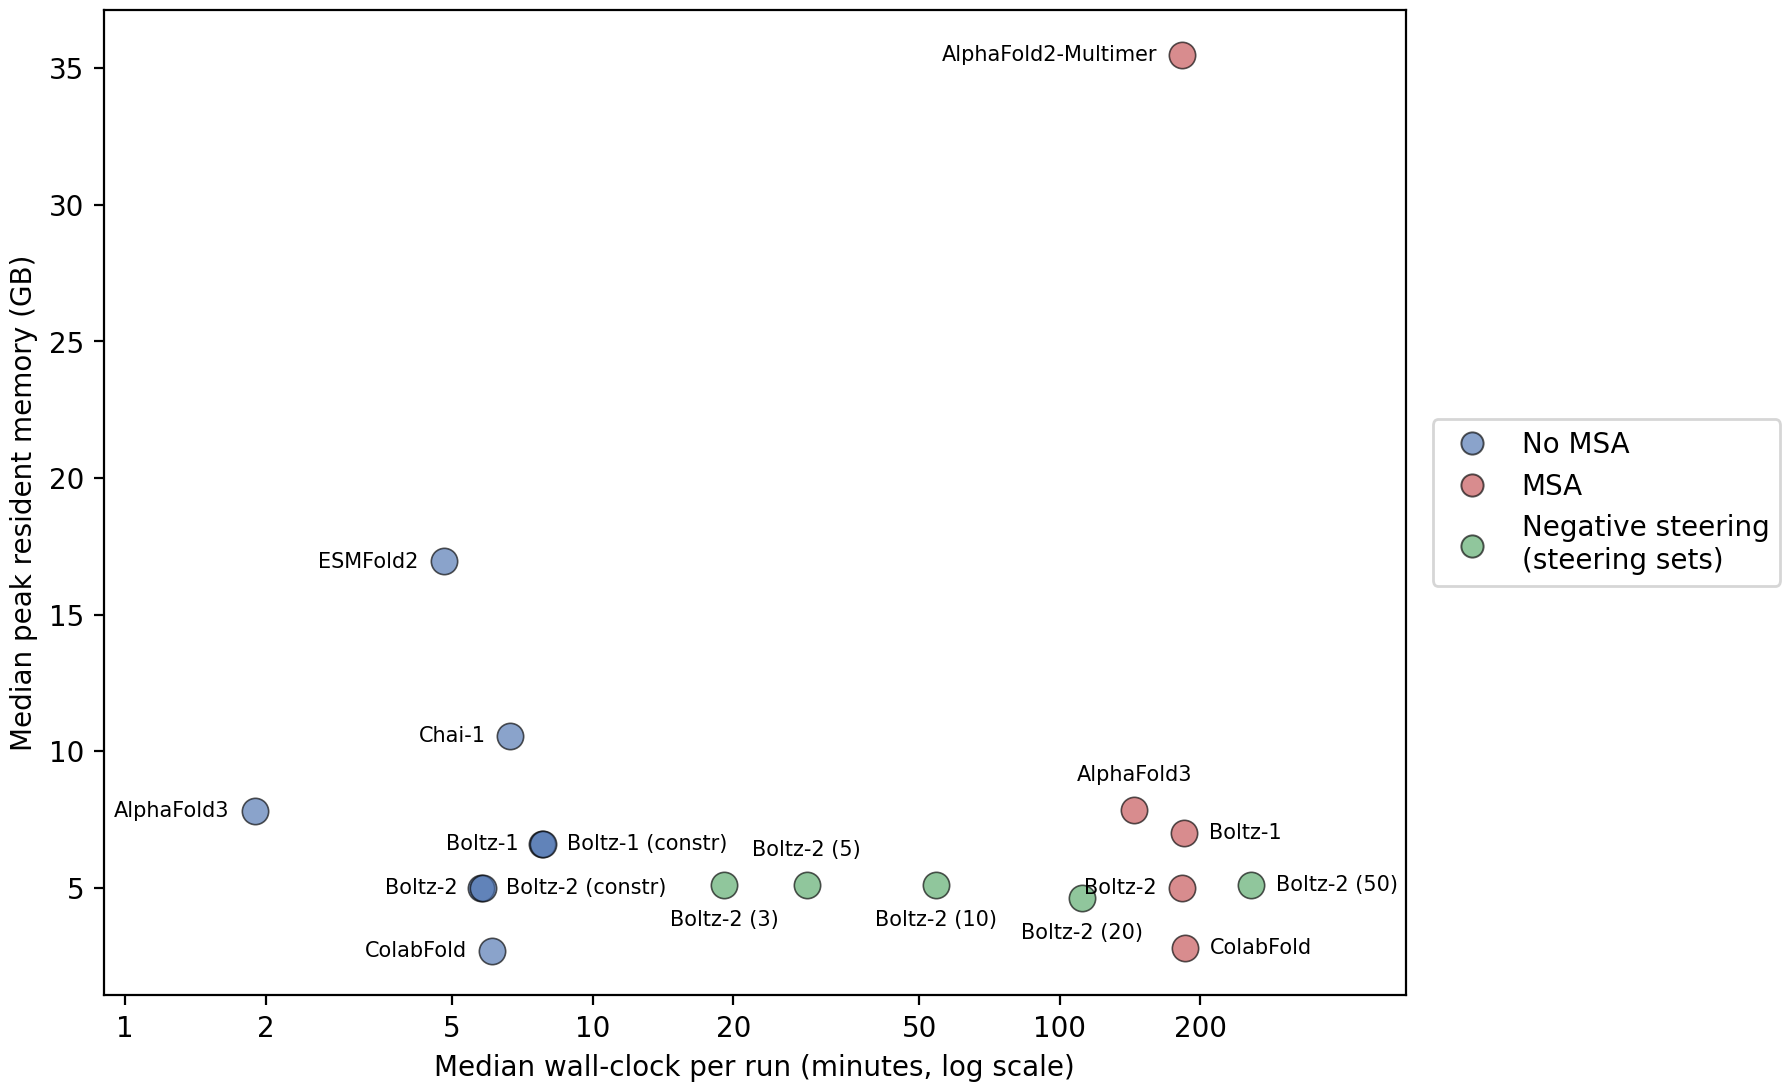 AlphaFold2-Multimer
ESMFold2
Chai-1
AlphaFold3
AlphaFold3
Boltz-1
Boltz-1 (constr)
Boltz-2 (5)
Boltz-1
Boltz-2
Boltz-2 (constr)
Boltz-2 (3)
Boltz-2 (10)
Boltz-2 (20)
Boltz-2
Boltz-2 (50)
ColabFold
ColabFold
35
30
25
20
15
10
5
Median peak resident memory (GB)
1 2 5 10 20 50 100 200
Median wall-clock per run (minutes, log scale)
No MSA
MSA
Negative steering
(steering sets)